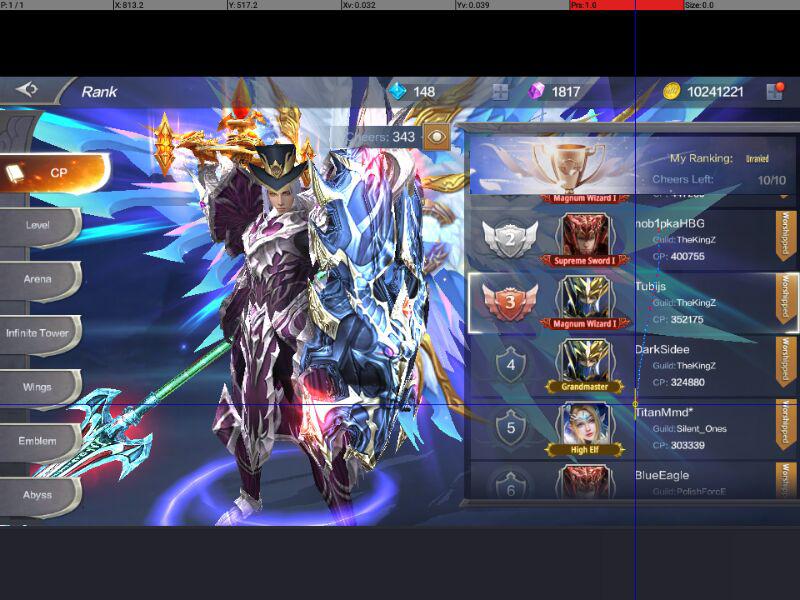 P: 1 / 1 X: 813.2 Y: 517.2 Xv: 0.032 Yv: 0.039 Prs: 1.0 Size: 0.0
Rank 148 1817 10241221
Cheers: 343
My Ranking: Unranked
Cheers Left: 10/10
CP
Level
Arena
Infinite Tower
Wings
Emblem
Abyss
Magnum Wizard I
2
Supreme Sword I
nob1pkaHBG
Guild: TheKingZ
CP: 400755
Worshipped
3
Magnum Wizard I
Tubijs
Guild: TheKingZ
CP: 352175
Worshipped
4
Grandmaster
DarkSidee
Guild: TheKingZ
CP: 324880
Worshipped
5
High Elf
TitanMmd*
Guild: Silent_Ones
CP: 303339
Worshipped
6
BlueEagle
Guild: PolishForcE